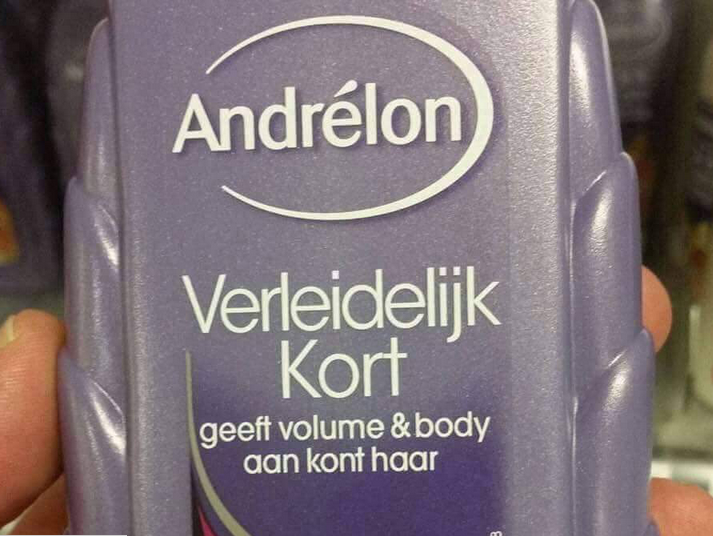 Andrélon
Verleidelijk
Kort
geeft volume & body
aan kont haar